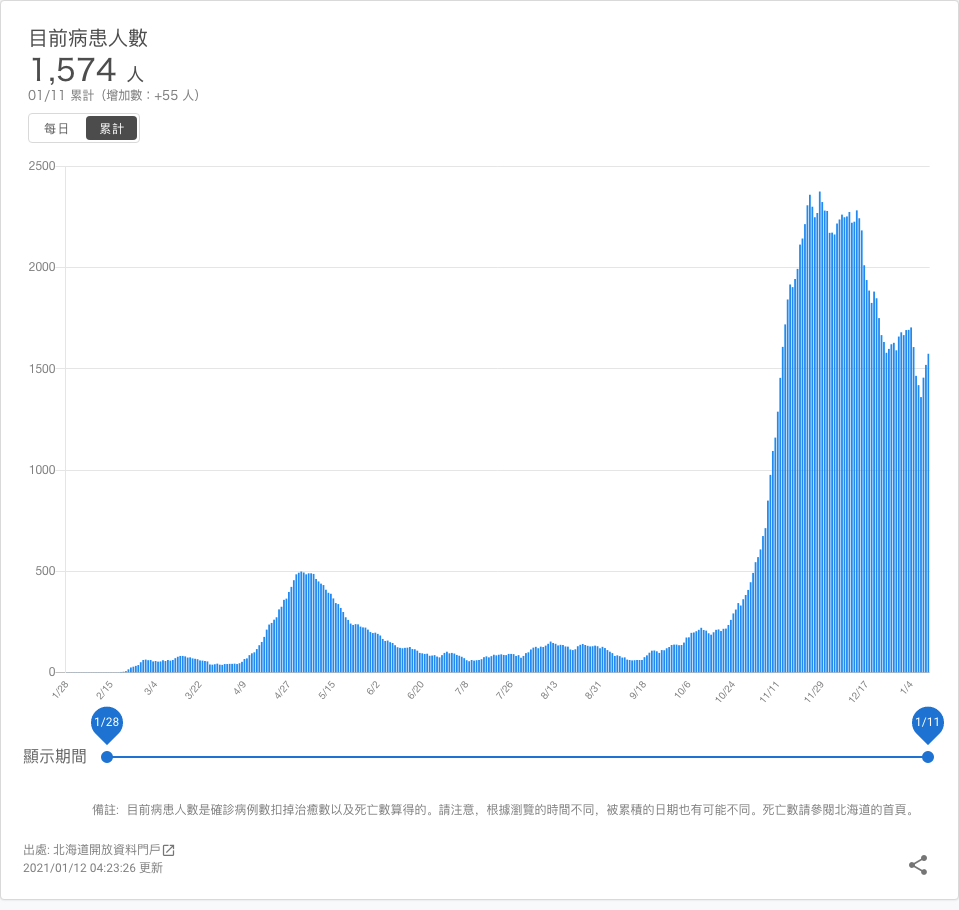 目前病患人數
1,574 人
01/11 累計（增加數：+55 人）
每日 累計
2500
2000
1500
1000
500
0
1/28 2/15 3/4 3/22 4/9 4/27 5/15 6/2 6/20 7/8 7/26 8/13 8/31 9/18 10/6 10/24 11/11 11/29 12/17 1/4
1/28 1/11
顯示期間
備註: 目前病患人數是確診病例數扣掉治癒數以及死亡數算得的。請注意，根據瀏覽的時間不同，被累積的日期也有可能不同。死亡數請參閱北海道的首頁。
出處: 北海道開放資料門戶
2021/01/12 04:23:26 更新